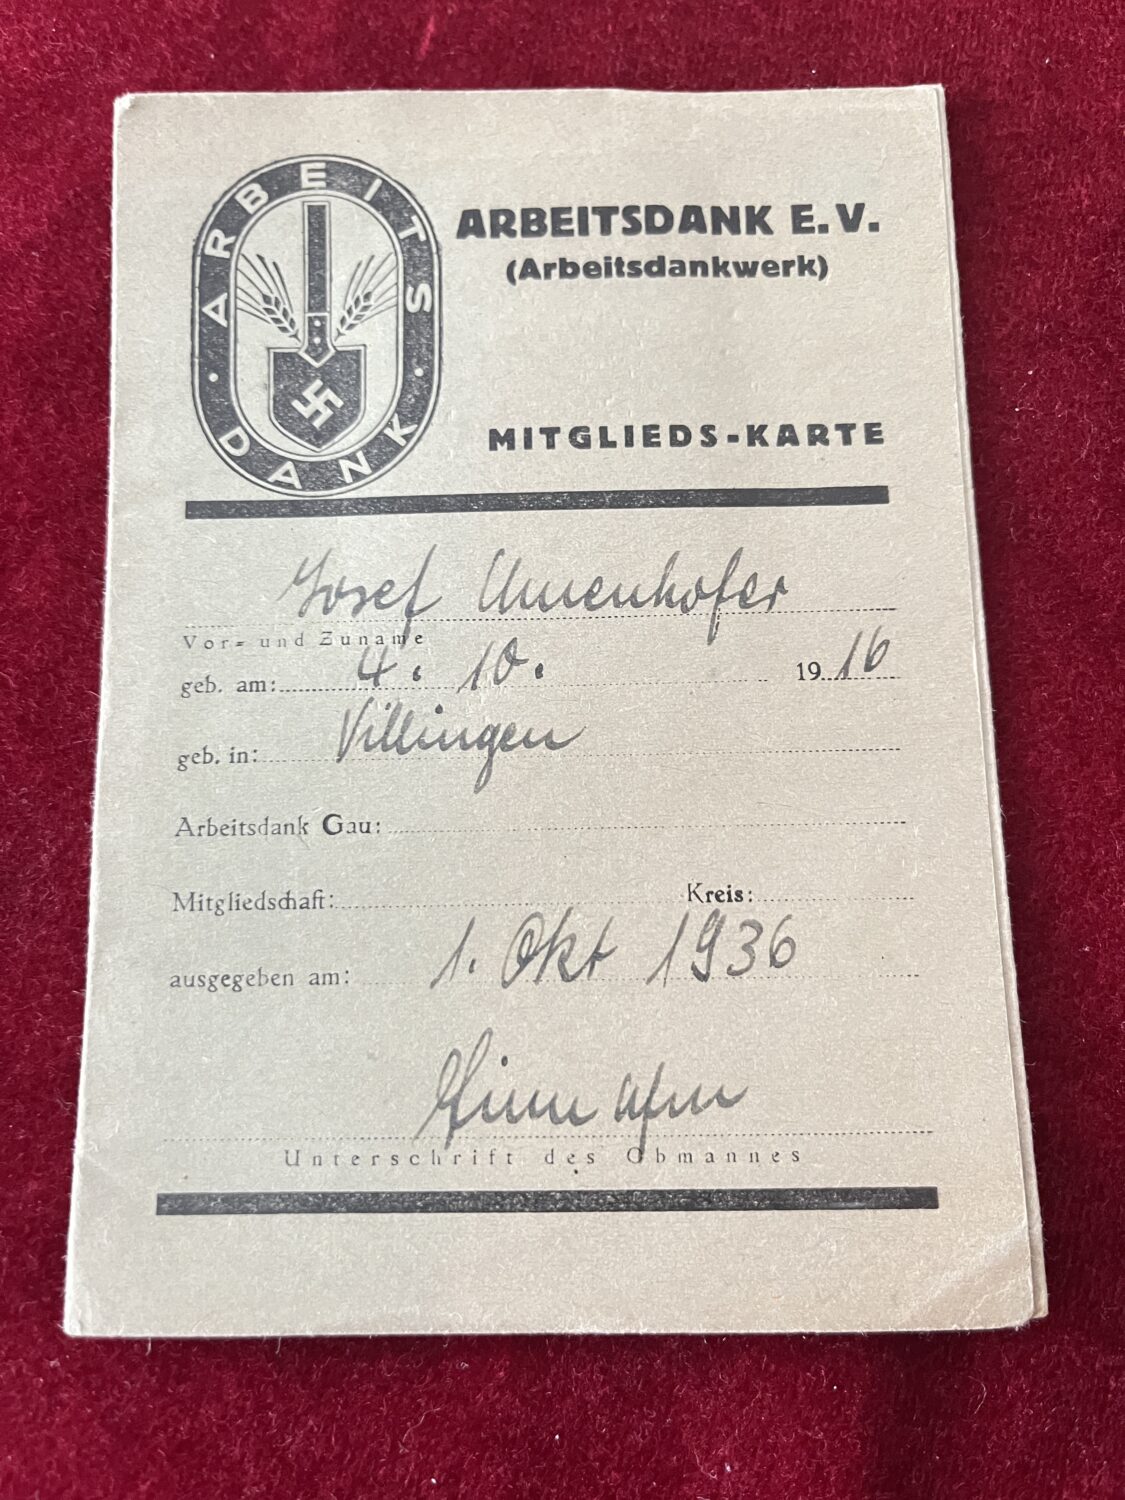 ARBEITS DANK
ARBEITSDANK E. V.
(Arbeitsdankwerk)
MITGLIEDS-KARTE
Josef Ummenhofer
Vor= und Zuname
geb. am: 4. 10. 1916
geb. in: Villingen
Arbeitsdank Gau:
Mitgliedschaft: Kreis:
ausgegeben am: 1. Okt 1936
Unterschrift des Obmannes